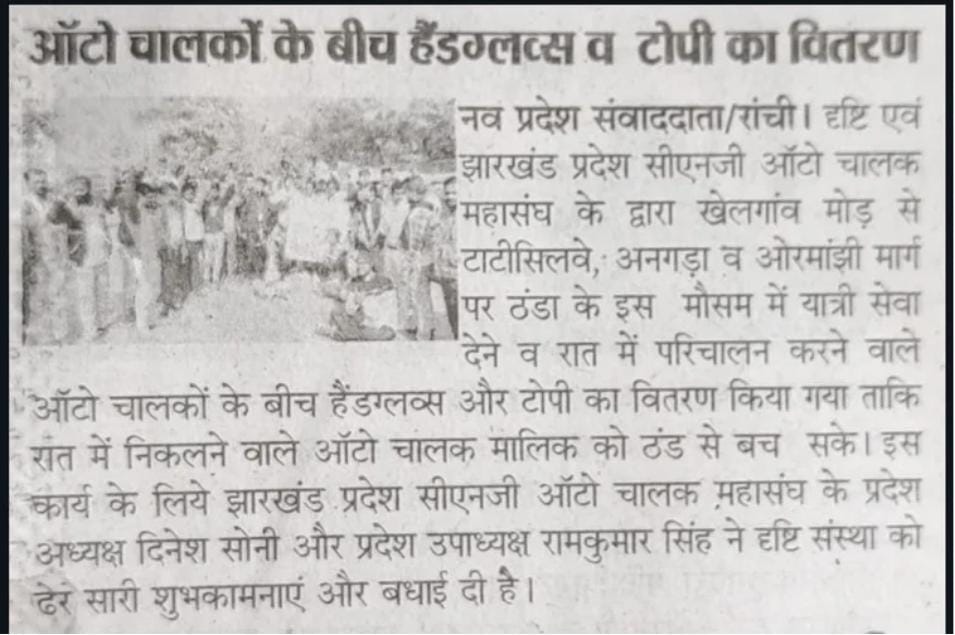 ऑटो चालकों के बीच हैंडग्लव्स व टोपी का वितरण
नव प्रदेश संवाददाता/रांची। दृष्टि एवं
झारखंड प्रदेश सीएनजी ऑटो चालक
महासंघ के द्वारा खेलगांव मोड़ से
टाटीसिलवे, अनगड़ा व ओरमांझी मार्ग
पर ठंडा के इस मौसम में यात्री सेवा
देने व रात में परिचालन करने वाले
ऑटो चालकों के बीच हैंडग्लव्स और टोपी का वितरण किया गया ताकि
रात में निकलने वाले ऑटो चालक मालिक को ठंड से बच सके। इस
कार्य के लिये झारखंड प्रदेश सीएनजी ऑटो चालक महासंघ के प्रदेश
अध्यक्ष दिनेश सोनी और प्रदेश उपाध्यक्ष रामकुमार सिंह ने दृष्टि संस्था को
ढेर सारी शुभकामनाएं और बधाई दी है।